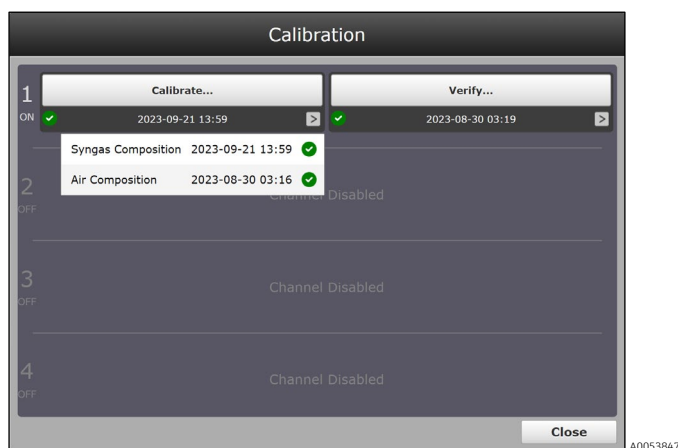 Calibration
1
ON
Calibrate...
Verify...
2023-09-21 13:59
2023-08-30 03:19
Syngas Composition 2023-09-21 13:59
Air Composition 2023-08-30 03:16
2
OFF
Channel Disabled
3
OFF
Channel Disabled
4
OFF
Channel Disabled
Close
A0053847